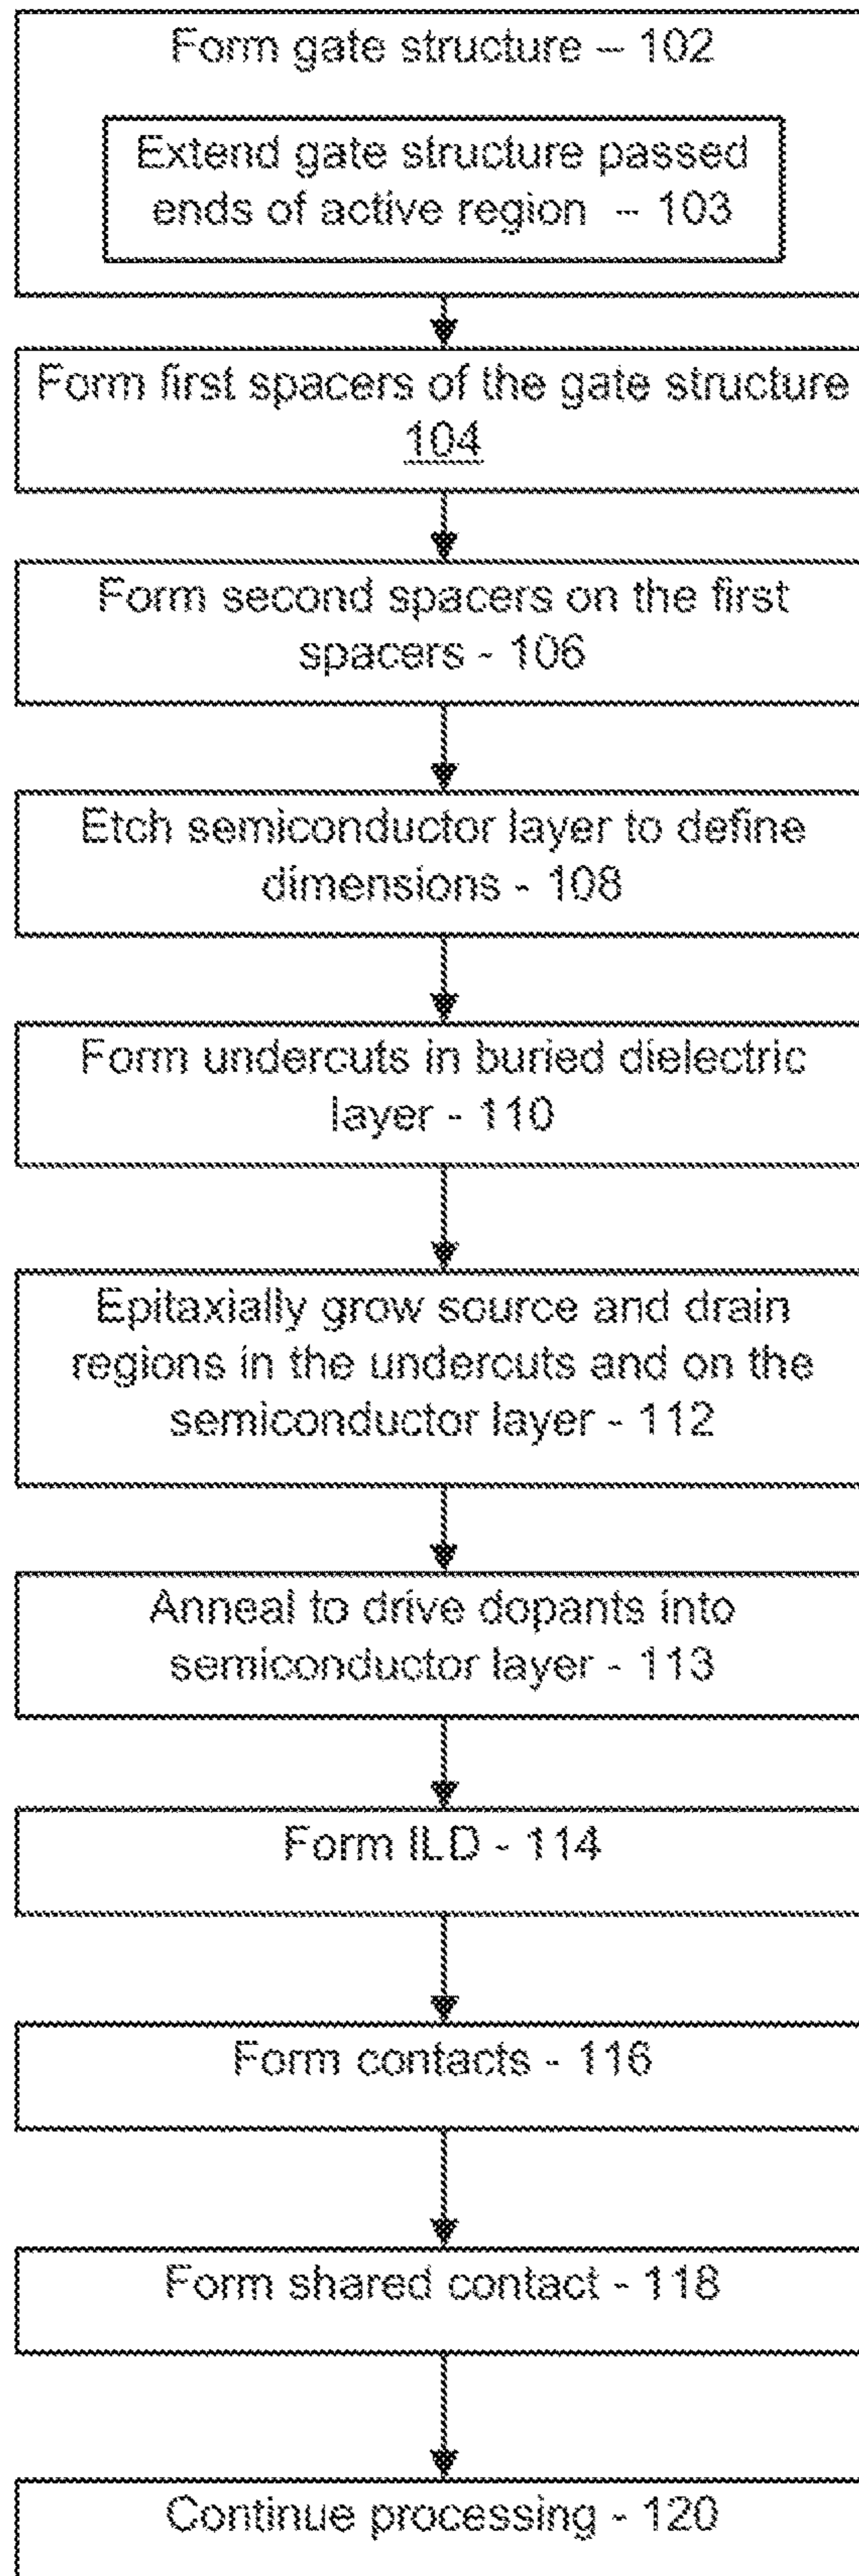 Form gate structure – 102
Extend gate structure passed
ends of active region – 103
Form first spacers of the gate structure
104
Form second spacers on the first
spacers - 106
Etch semiconductor layer to define
dimensions - 108
Form undercuts in buried dielectric
layer - 110
Epitaxially grow source and drain
regions in the undercuts and on the
semiconductor layer - 112
Anneal to drive dopants into
semiconductor layer - 113
Form ILD - 114
Form contacts - 116
Form shared contact - 118
Continue processing - 120